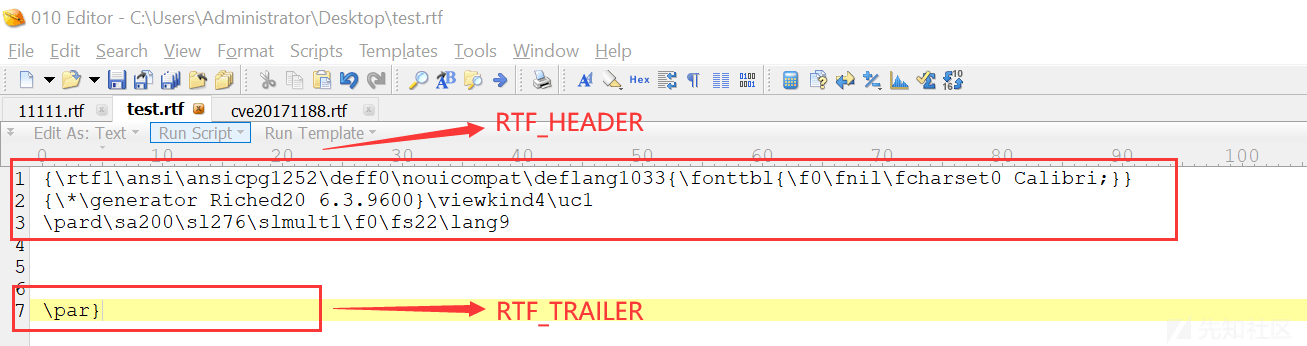 010 Editor - C:\Users\Administrator\Desktop\test.rtf
File Edit Search View Format Scripts Templates Tools Window Help
11111.rtf test.rtf cve20171188.rtf
Edit As: Text Run Script Run Template
RTF_HEADER
0 10 20 30 40 50 60 70 80 90 100
1 {\rtf1\ansi\ansicpg1252\deff0\nouicompat\deflang1033{\fonttbl{\f0\fnil\fcharset0 Calibri;}}
2 {\*\generator Riched20 6.3.9600}\viewkind4\uc1
3 \pard\sa200\sl276\slmult1\f0\fs22\lang9
4
5
6
7 \par}
RTF_TRAILER
先知社区